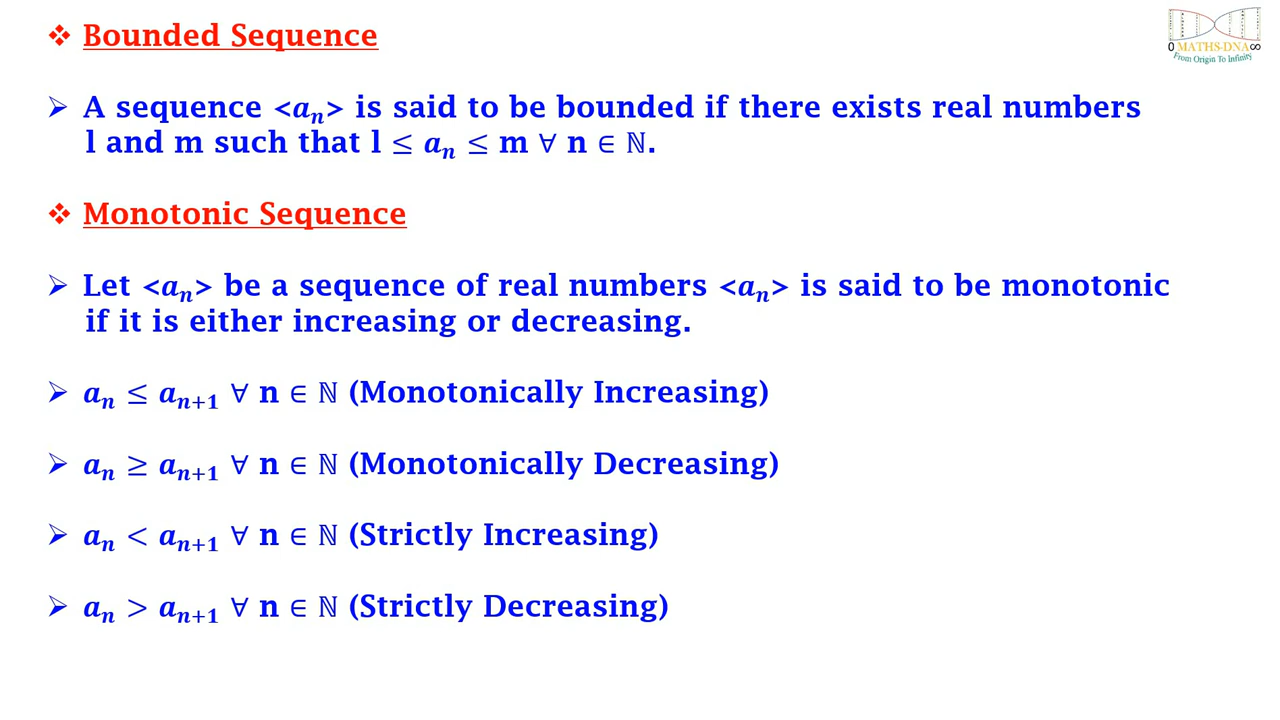 ❖ Bounded Sequence
➢ A sequence <aₙ> is said to be bounded if there exists real numbers
l and m such that l ≤ aₙ ≤ m ∀ n ∈ ℕ.
❖ Monotonic Sequence
➢ Let <aₙ> be a sequence of real numbers <aₙ> is said to be monotonic
if it is either increasing or decreasing.
➢ aₙ ≤ aₙ₊₁ ∀ n ∈ ℕ (Monotonically Increasing)
➢ aₙ ≥ aₙ₊₁ ∀ n ∈ ℕ (Monotonically Decreasing)
➢ aₙ < aₙ₊₁ ∀ n ∈ ℕ (Strictly Increasing)
➢ aₙ > aₙ₊₁ ∀ n ∈ ℕ (Strictly Decreasing)
0 MATHS-DNA ∞
From Origin To Infinity